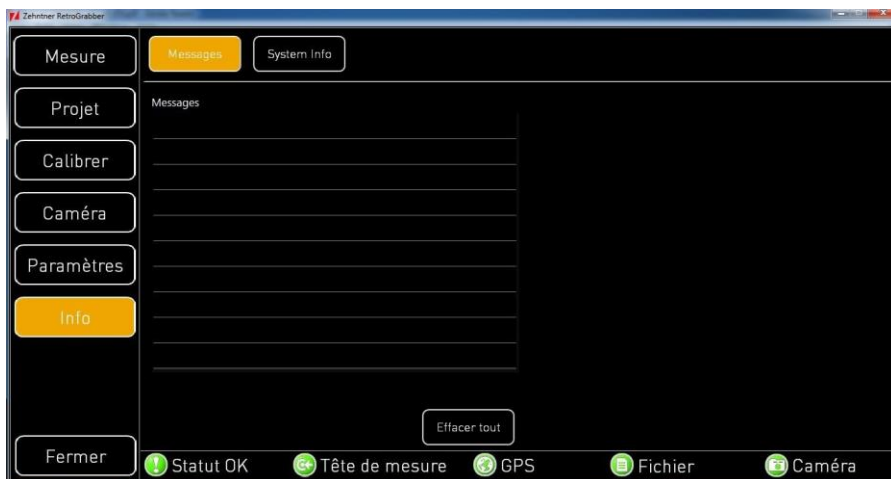 Zehntner RetroGrabber
Mesure
Messages
System Info
Projet
Messages
Calibrer
Caméra
Paramètres
Info
Effacer tout
Fermer
Statut OK
Tête de mesure
GPS
Fichier
Caméra